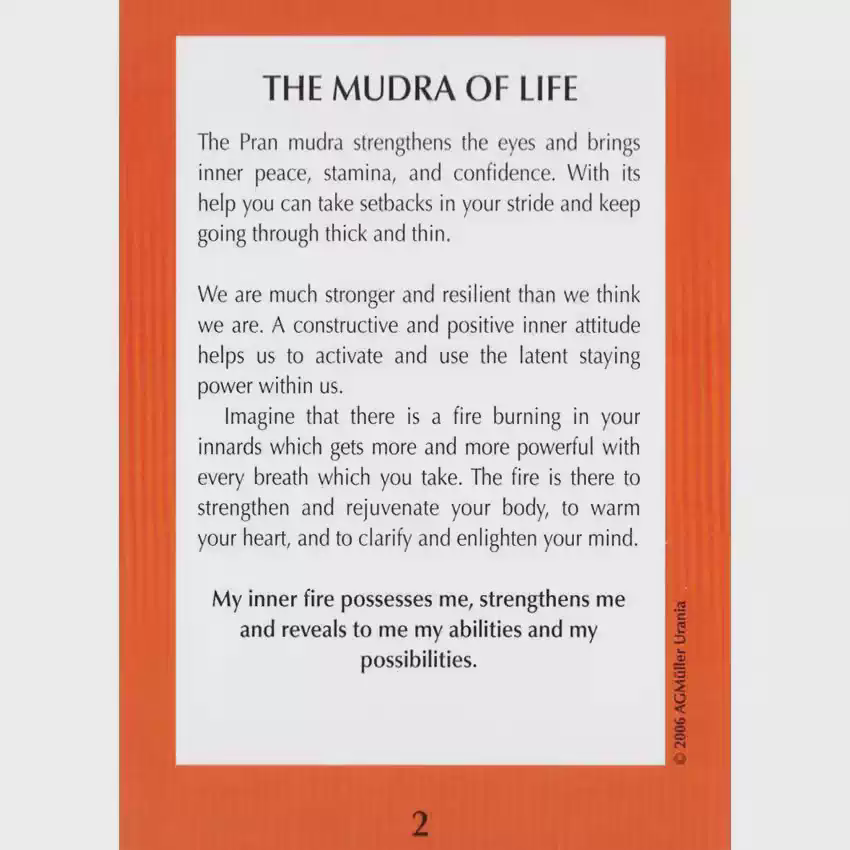 THE MUDRA OF LIFE
The Pran mudra strengthens the eyes and brings
inner peace, stamina, and confidence. With its
help you can take setbacks in your stride and keep
going through thick and thin.
We are much stronger and resilient than we think
we are. A constructive and positive inner attitude
helps us to activate and use the latent staying
power within us.
Imagine that there is a fire burning in your
innards which gets more and more powerful with
every breath which you take. The fire is there to
strengthen and rejuvenate your body, to warm
your heart, and to clarify and enlighten your mind.
My inner fire possesses me, strengthens me
and reveals to me my abilities and my
possibilities.
© 2006 AGMüller Urania
2